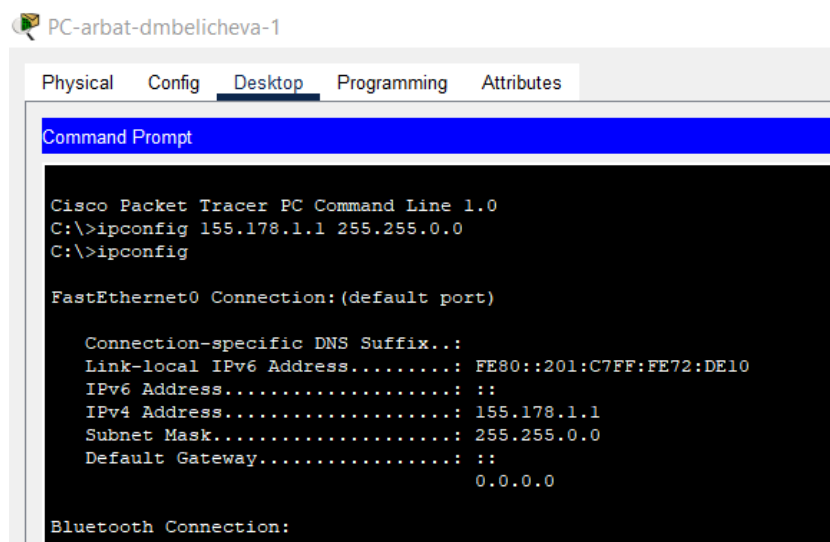 PC-arbat-dmbelicheva-1
Physical Config Desktop Programming Attributes
Command Prompt
Cisco Packet Tracer PC Command Line 1.0
C:\>ipconfig 155.178.1.1 255.255.0.0
C:\>ipconfig
FastEthernet0 Connection:(default port)
Connection-specific DNS Suffix..:
Link-local IPv6 Address.........: FE80::201:C7FF:FE72:DE10
IPv6 Address....................: ::
IPv4 Address....................: 155.178.1.1
Subnet Mask.....................: 255.255.0.0
Default Gateway.................: ::
0.0.0.0
Bluetooth Connection: